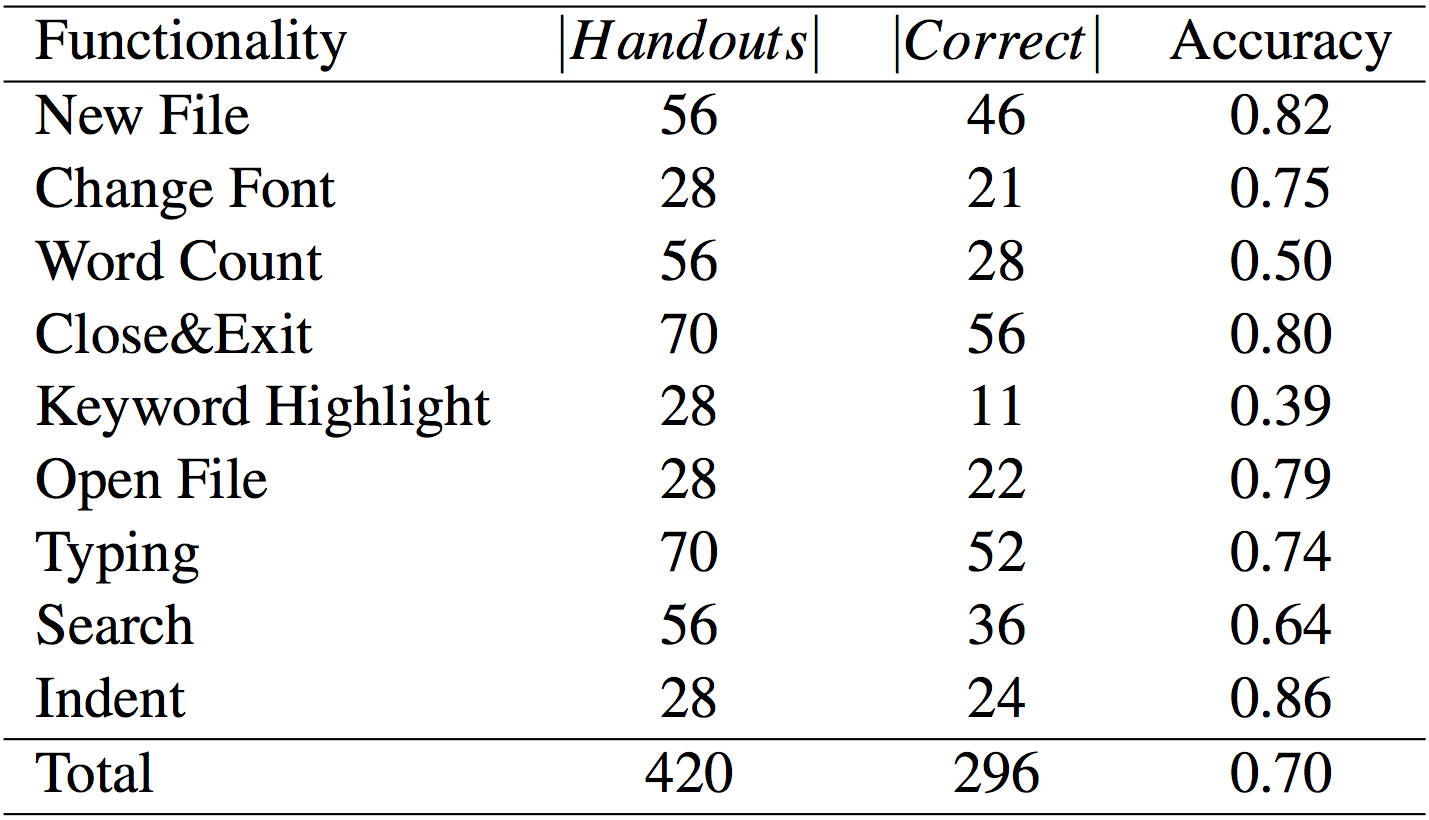 Functionality |Handouts| |Correct| Accuracy
New File 56 46 0.82
Change Font 28 21 0.75
Word Count 56 28 0.50
Close&Exit 70 56 0.80
Keyword Highlight 28 11 0.39
Open File 28 22 0.79
Typing 70 52 0.74
Search 56 36 0.64
Indent 28 24 0.86
Total 420 296 0.70